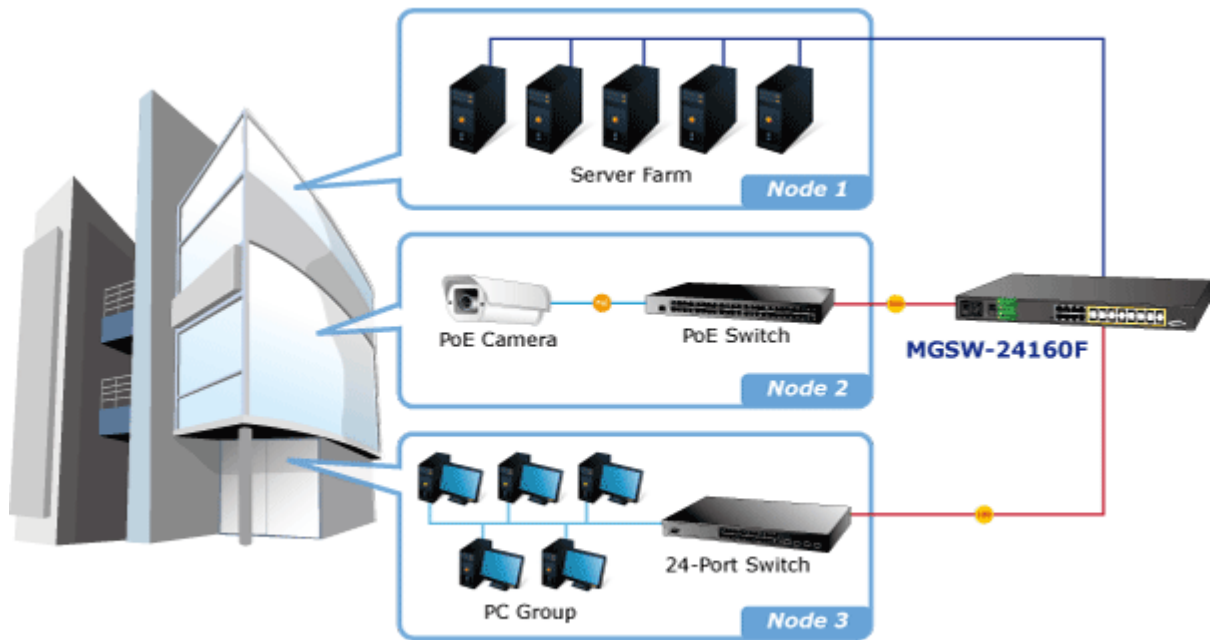 Server Farm
Node 1
PoE Camera
PoE
PoE Switch
MGSW-24160F
Node 2
PC Group
24-Port Switch
Node 3